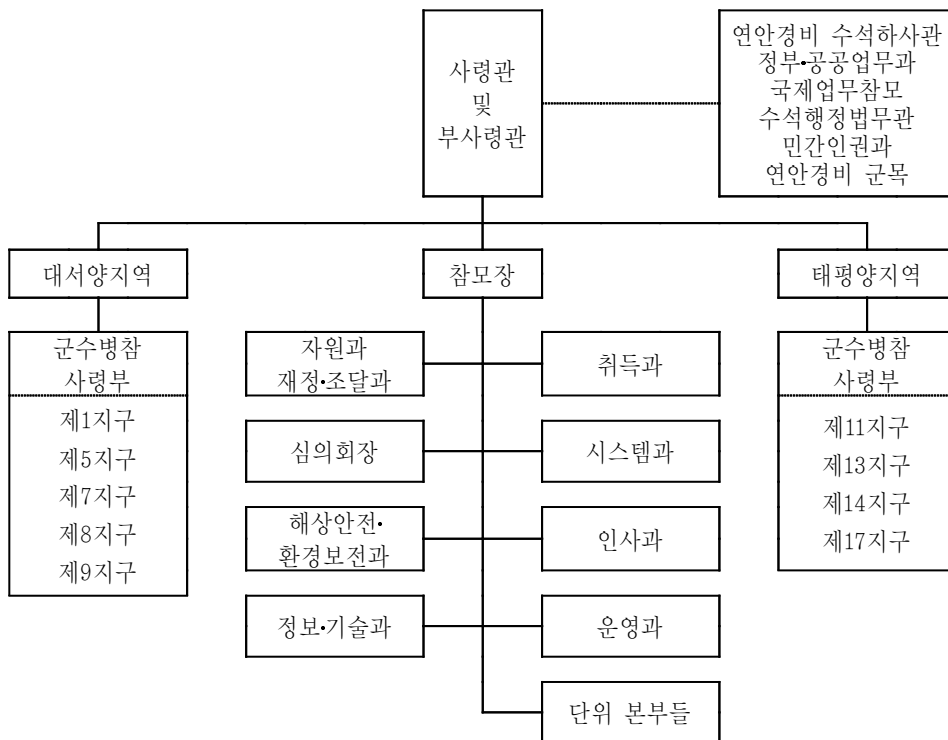 사령관
및
부사령관
연안경비 수석하사관
정부·공공업무과
국제업무참모
수석행정법무관
민간인권과
연안경비 군목
대서양지역
참모장
태평양지역
군수병참
사령부
제1지구
제5지구
제7지구
제8지구
제9지구
자원과
재정·조달과
취득과
심의회장
시스템과
해상안전·
환경보전과
인사과
정보·기술과
운영과
단위 본부들
군수병참
사령부
제11지구
제13지구
제14지구
제17지구